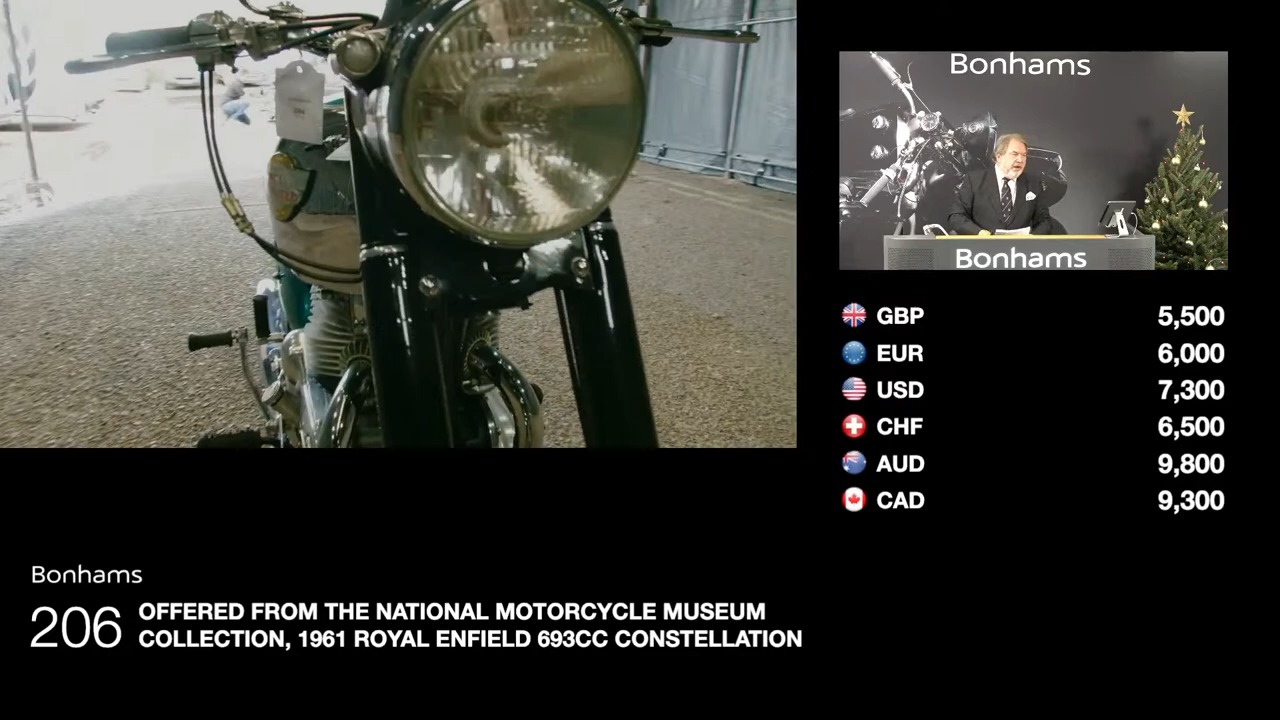 Bonhams
Bonhams
GBP 5,500
EUR 6,000
USD 7,300
CHF 6,500
AUD 9,800
CAD 9,300
Bonhams
206
OFFERED FROM THE NATIONAL MOTORCYCLE MUSEUM
COLLECTION, 1961 ROYAL ENFIELD 693CC CONSTELLATION